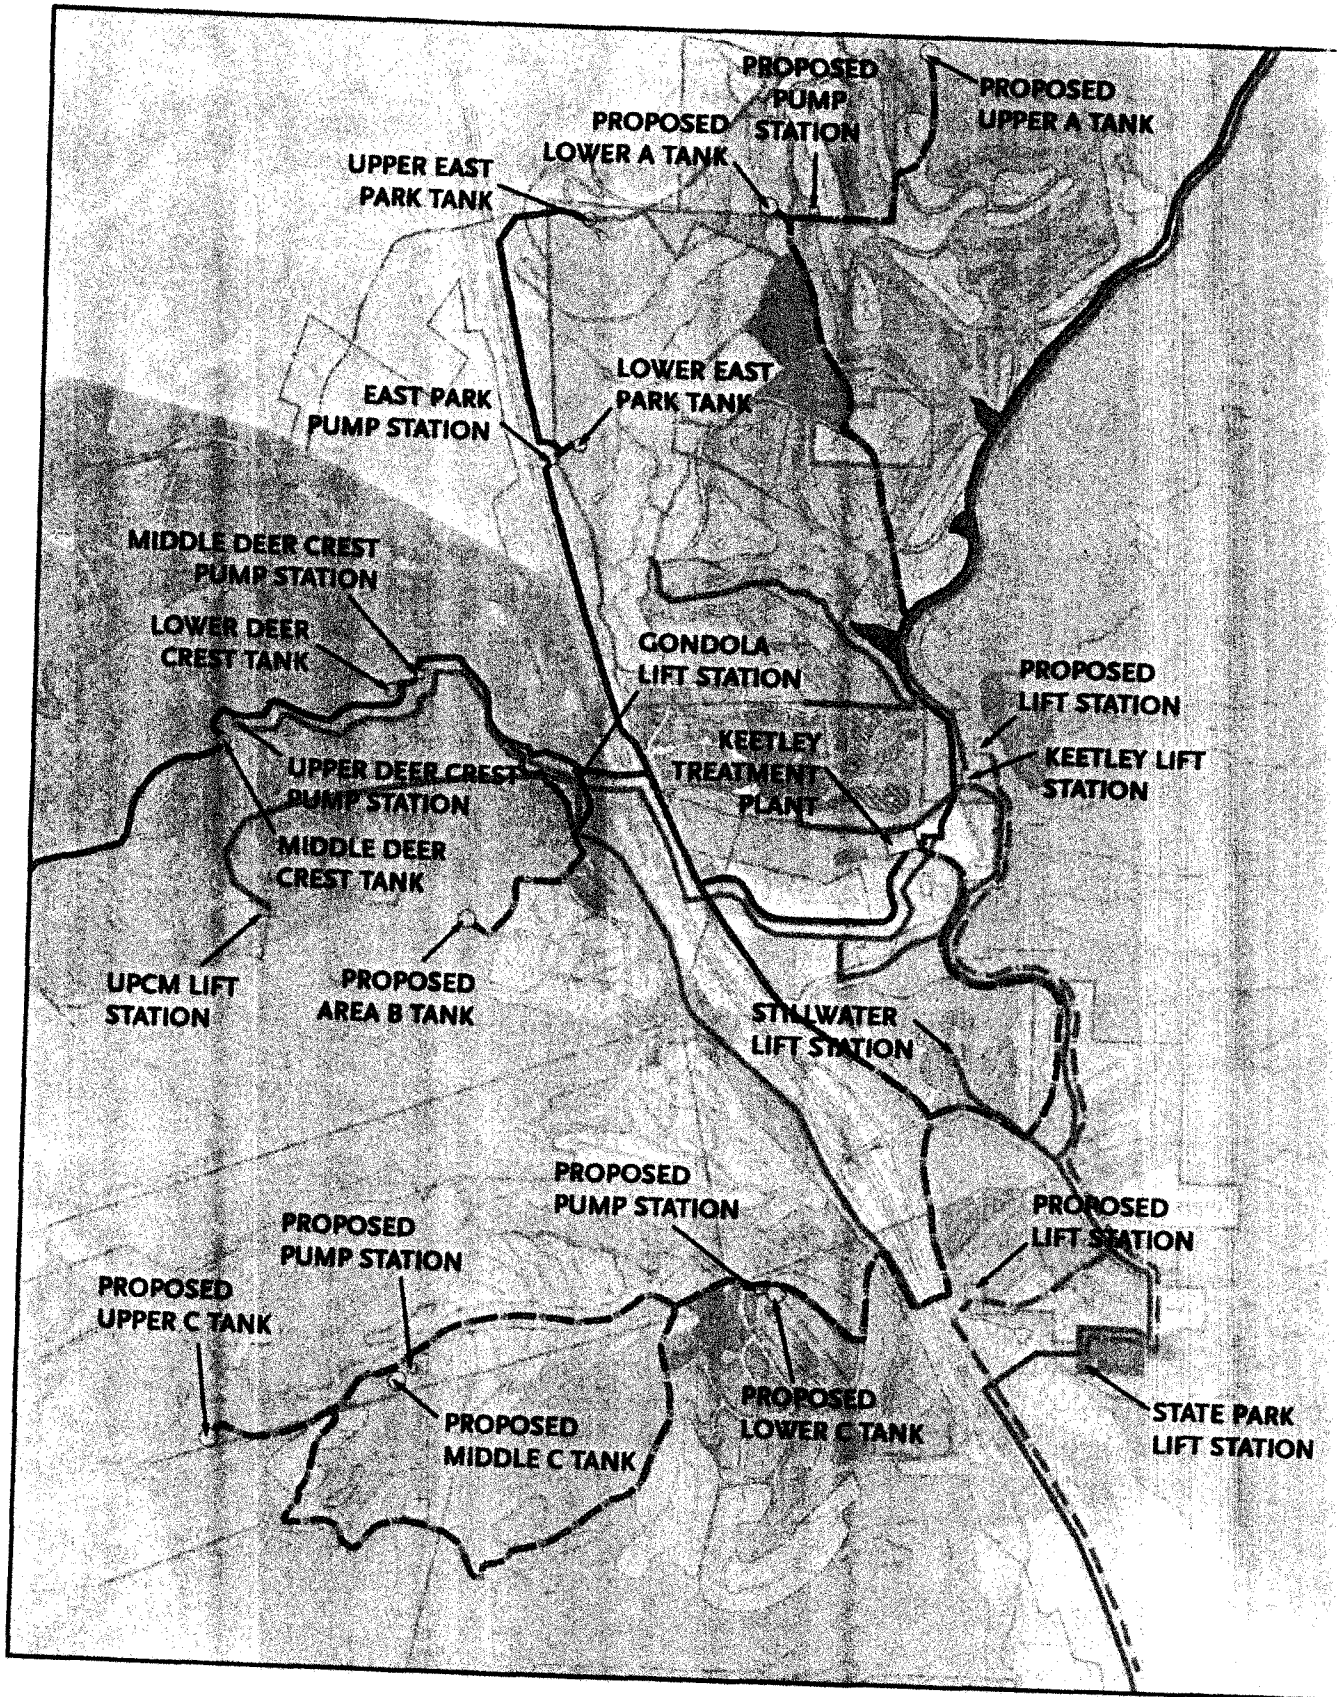 PROPOSED
PUMP
STATION
PROPOSED
UPPER A TANK
PROPOSED
LOWER A TANK
UPPER EAST
PARK TANK
LOWER EAST
PARK TANK
EAST PARK
PUMP STATION
MIDDLE DEER CREST
PUMP STATION
LOWER DEER
CREST TANK
GONDOLA
LIFT STATION
PROPOSED
LIFT STATION
KEETLEY
TREATMENT
PLANT
KEETLEY LIFT
STATION
UPPER DEER CREST
PUMP STATION
MIDDLE DEER
CREST TANK
UPCM LIFT
STATION
PROPOSED
AREA B TANK
STILLWATER
LIFT STATION
PROPOSED
PUMP STATION
PROPOSED
LIFT STATION
PROPOSED
PUMP STATION
PROPOSED
UPPER C TANK
PROPOSED
LOWER C TANK
PROPOSED
MIDDLE C TANK
STATE PARK
LIFT STATION